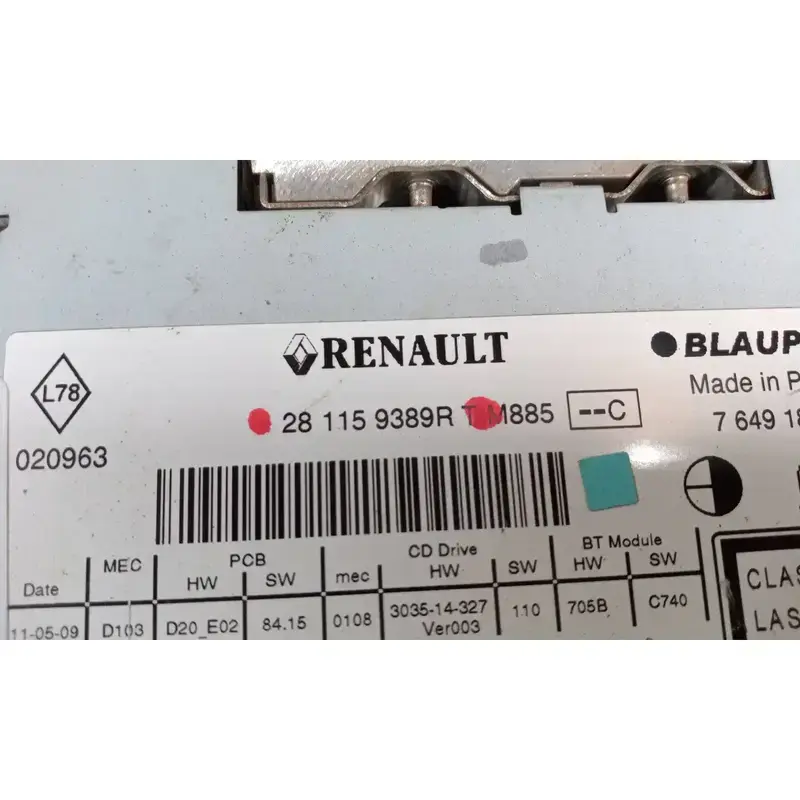 RENAULT
BLAUP
L78
Made in P
28 115 9389R T M885 --C
7 649 18
020963
PCB CD Drive BT Module
MEC HW SW mec HW SW HW SW
Date
CLAS
LAS
11-05-09 D103 D20_E02 84.15 0108 3035-14-327 110 705B C740
Ver003